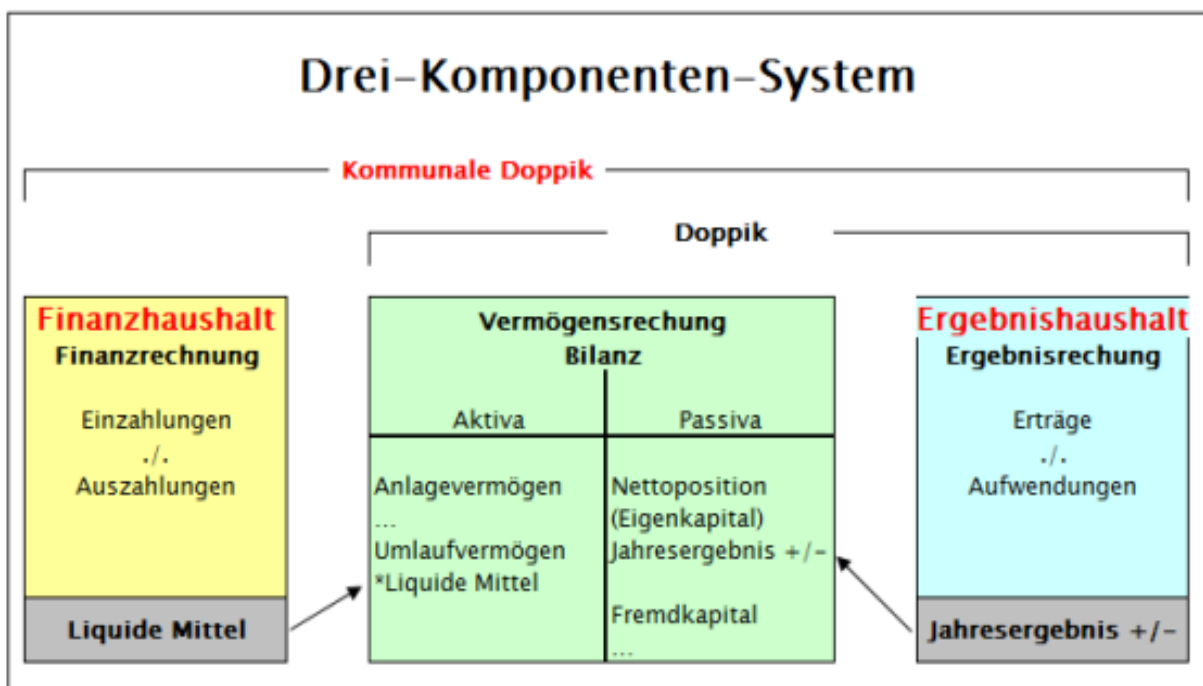 Drei-Komponenten-System
Kommunale Doppik
Doppik
Finanzhaushalt
Finanzrechnung
Einzahlungen
./.
Auszahlungen
Liquide Mittel
Vermögensrechung
Bilanz
Aktiva
Passiva
Anlagevermögen
...
Umlaufvermögen
*Liquide Mittel
Nettoposition
(Eigenkapital)
Jahresergebnis +/-
Fremdkapital
...
Ergebnishaushalt
Ergebnisrechung
Erträge
./.
Aufwendungen
Jahresergebnis +/-